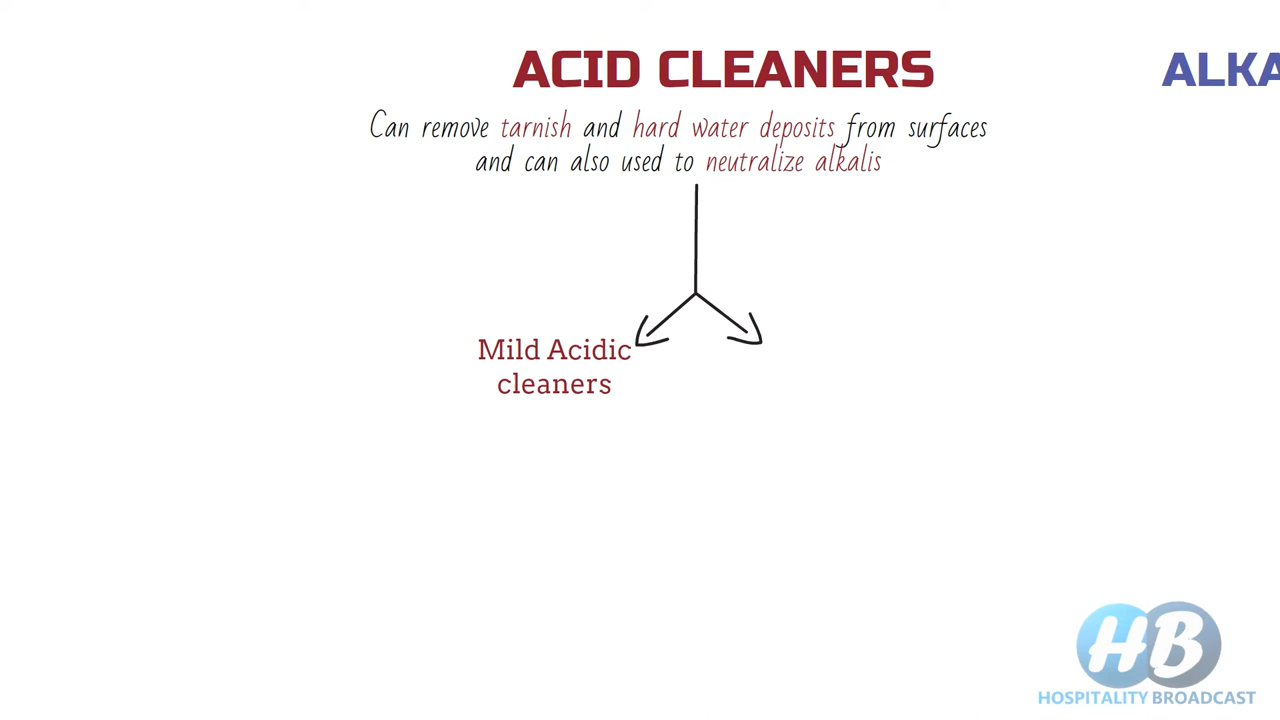 ACID CLEANERS
ALKA
Can remove tarnish and hard water deposits from surfaces
and can also used to neutralize alkalis
Mild Acidic
cleaners
HB
HOSPITALITY BROADCAST